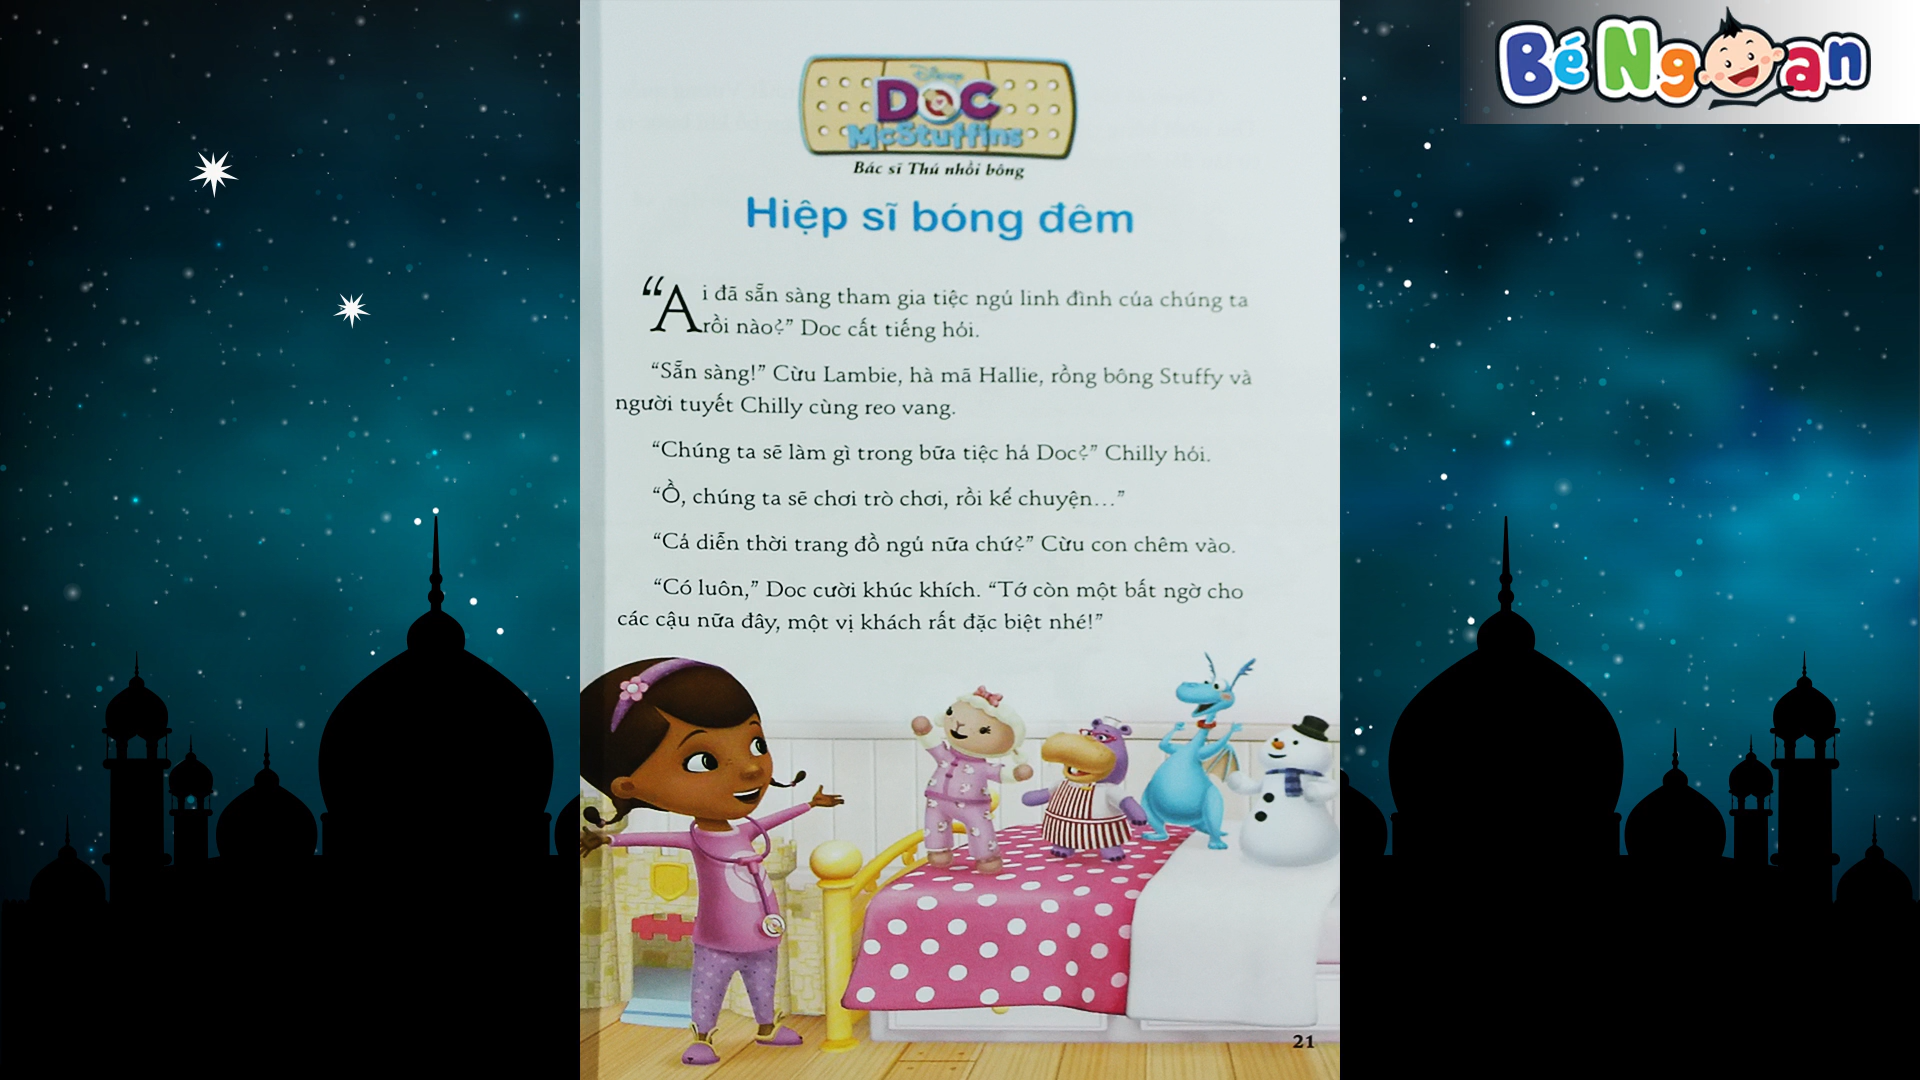 Bé Ngoan
Disney
DOC
McStuffins
Bác sĩ Thú nhồi bông
Hiệp sĩ bóng đêm
“Ai đã sẵn sàng tham gia tiệc ngủ linh đình của chúng ta
rồi nào?” Doc cất tiếng hỏi.
“Sẵn sàng!” Cừu Lambie, hà mã Hallie, rồng bông Stuffy và
người tuyết Chilly cùng reo vang.
“Chúng ta sẽ làm gì trong bữa tiệc hả Doc?” Chilly hỏi.
“Ồ, chúng ta sẽ chơi trò chơi, rồi kể chuyện…”
“Cả diễn thời trang đồ ngủ nữa chứ?” Cừu con chêm vào.
“Có luôn,” Doc cười khúc khích. “Tớ còn một bất ngờ cho
các cậu nữa đây, một vị khách rất đặc biệt nhé!”
21